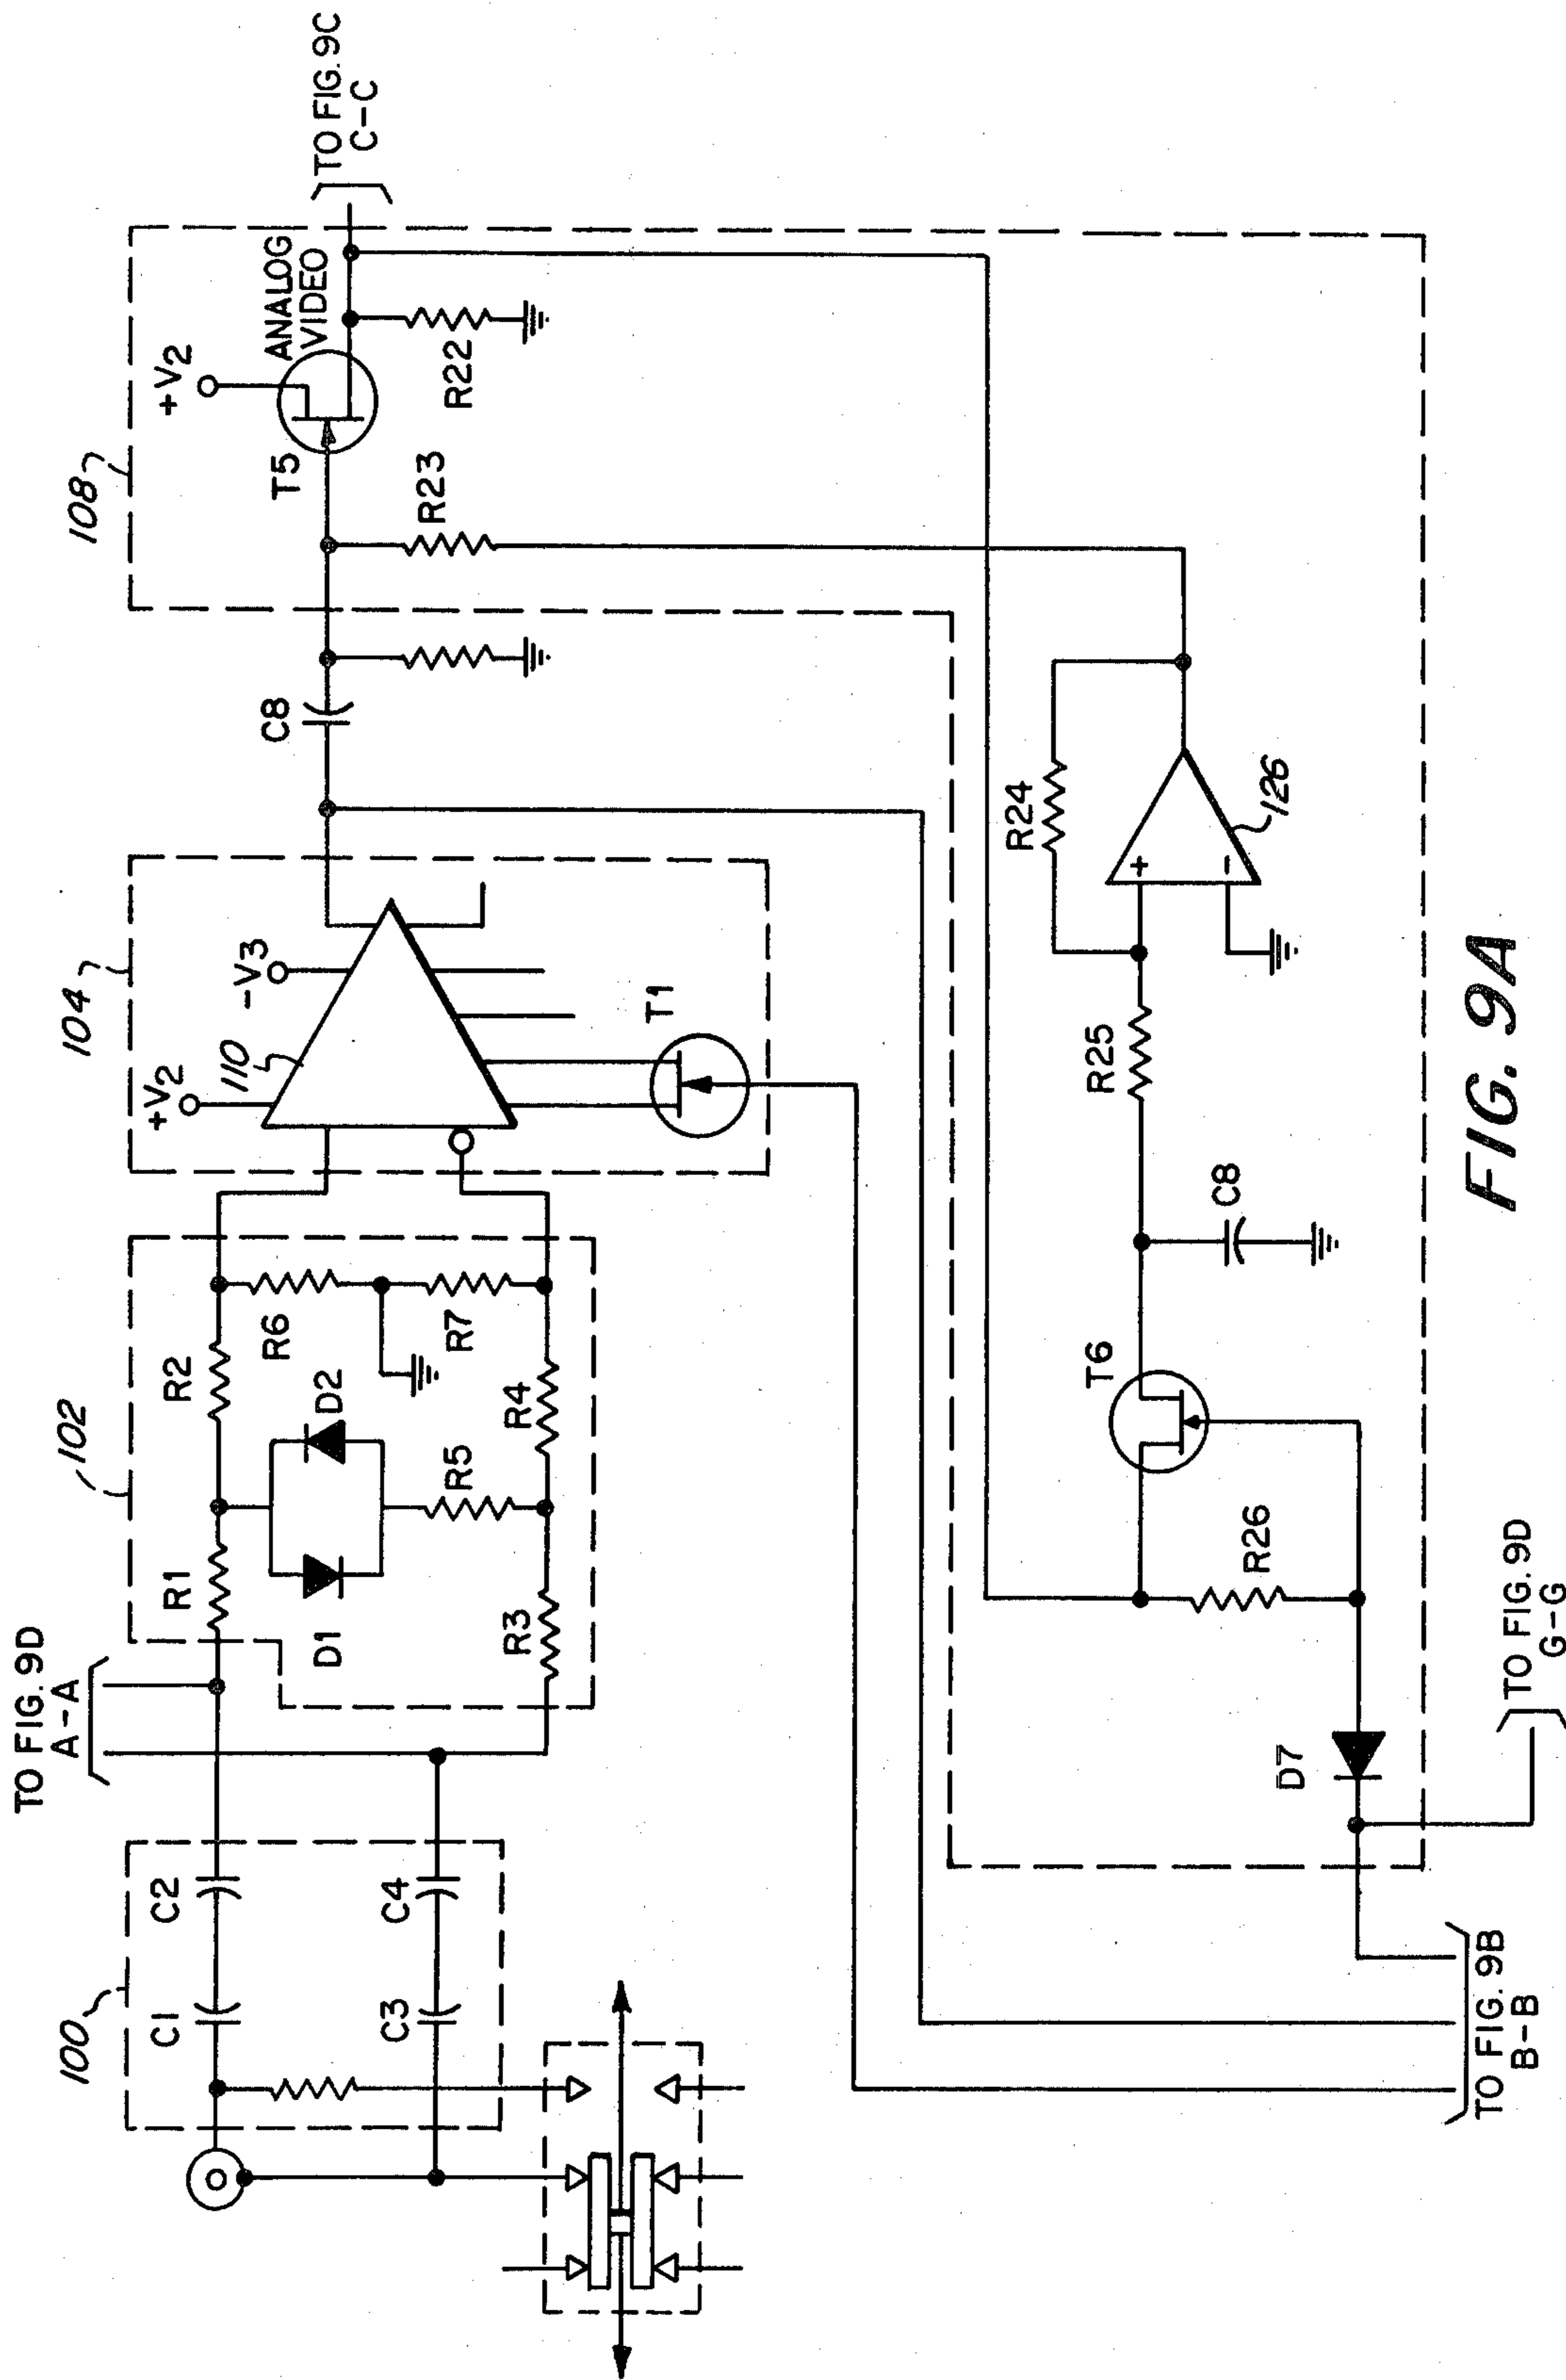 TO FIG. 9D
A-A
100
C1
C2
C3
C4
102
R1
R2
D1
D2
R6
R5
R7
R3
R4
104
+V2
-V3
110
T1
C8
108
+V2
ANALOG
VIDEO
T5
R23
R22
TO FIG. 9C
C-C
R24
+
-
126
R25
C8
T6
R26
D7
TO FIG. 9D
G-G
TO FIG. 9B
B-B
FIG. 9A